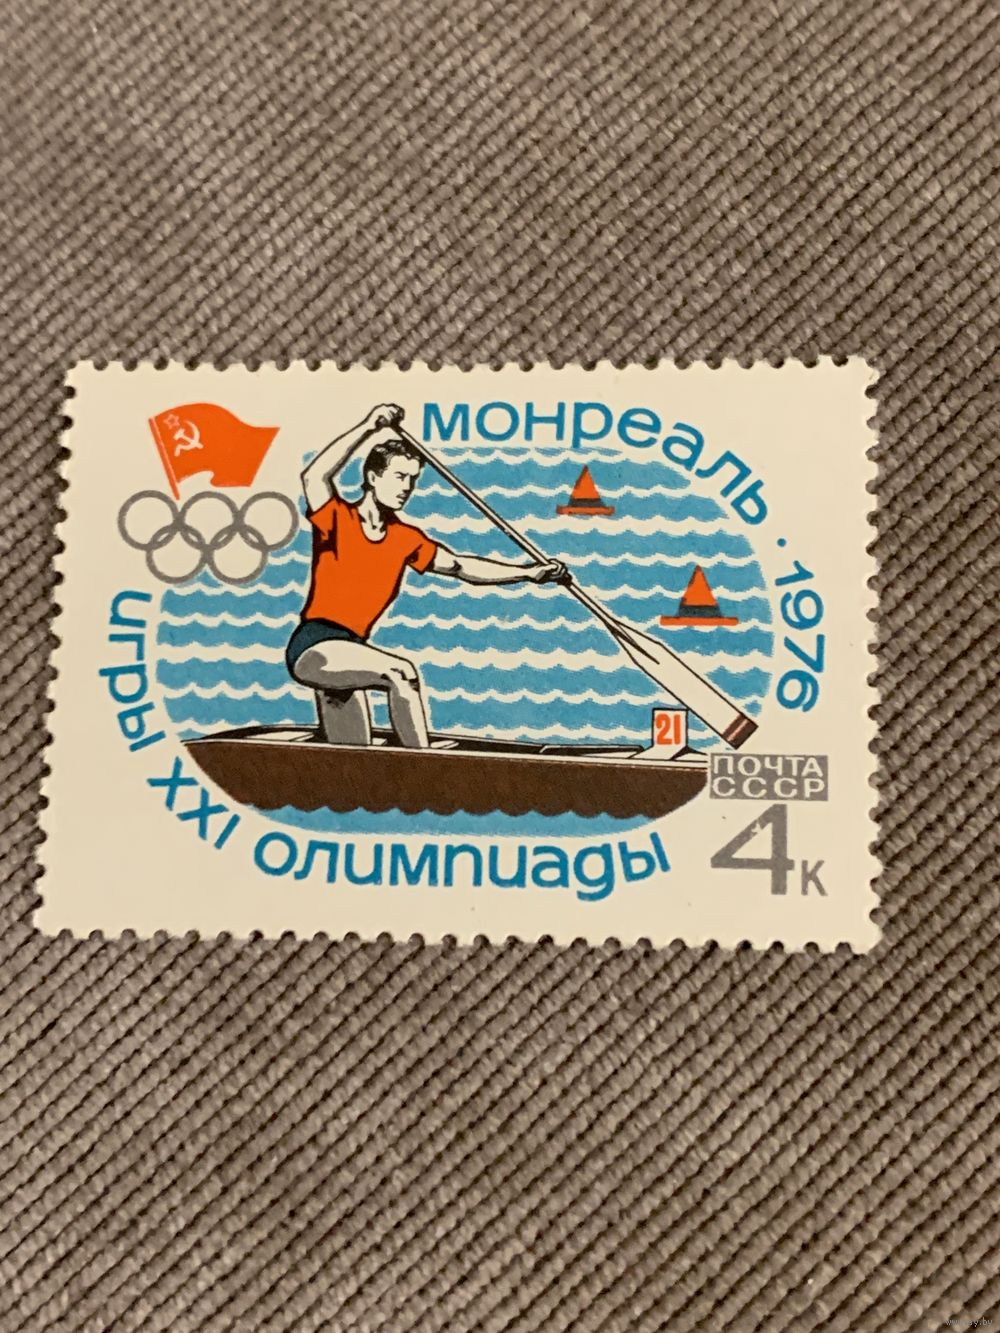 Монреаль · 1976
Игры XXI Олимпиады
21
ПОЧТА
СССР
4к